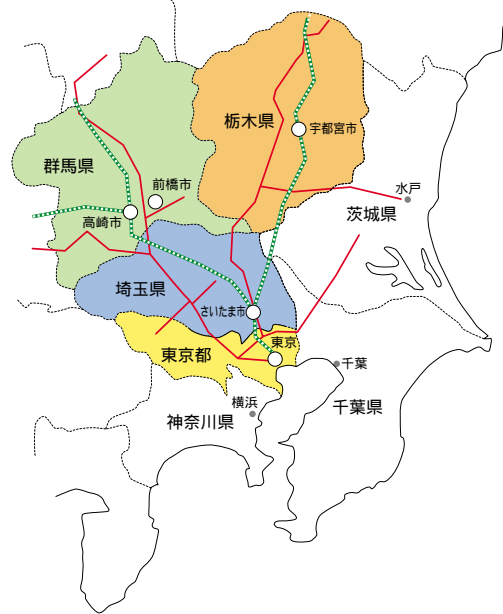 栃木県
宇都宮市
群馬県
前橋市
水戸
高崎市
茨城県
埼玉県
さいたま市
東京
東京都
千葉
横浜
千葉県
神奈川県